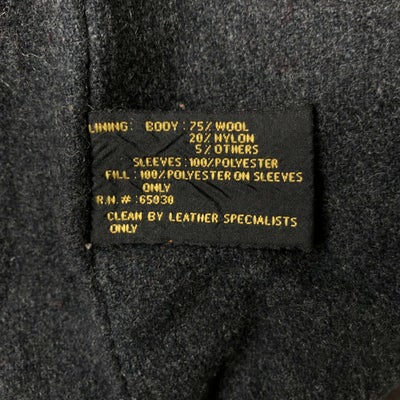 LINING: BODY: 75% WOOL
20% NYLON
5% OTHERS
SLEEVES: 100% POLYESTER
FILL: 100% POLYESTER ON SLEEVES
ONLY
R.N. #: 65030
CLEAN BY LEATHER SPECIALISTS
ONLY